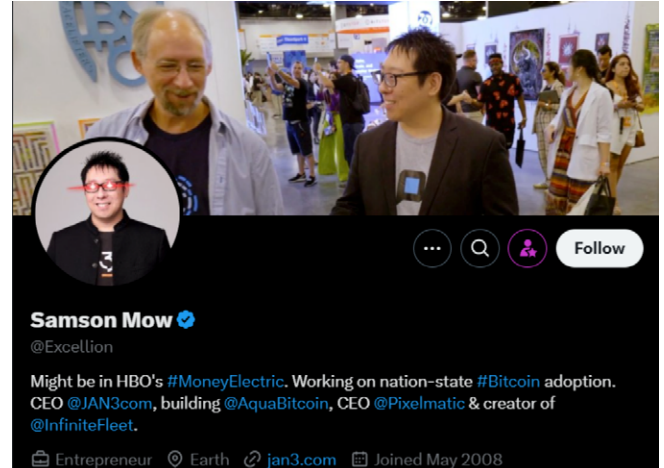 Follow
Samson Mow
@Excellion
Might be in HBO's #MoneyElectric. Working on nation-state #Bitcoin adoption.
CEO @JAN3com, building @AquaBitcoin, CEO @Pixelmatic & creator of
@InfiniteFleet.
Entrepreneur Earth jan3.com Joined May 2008